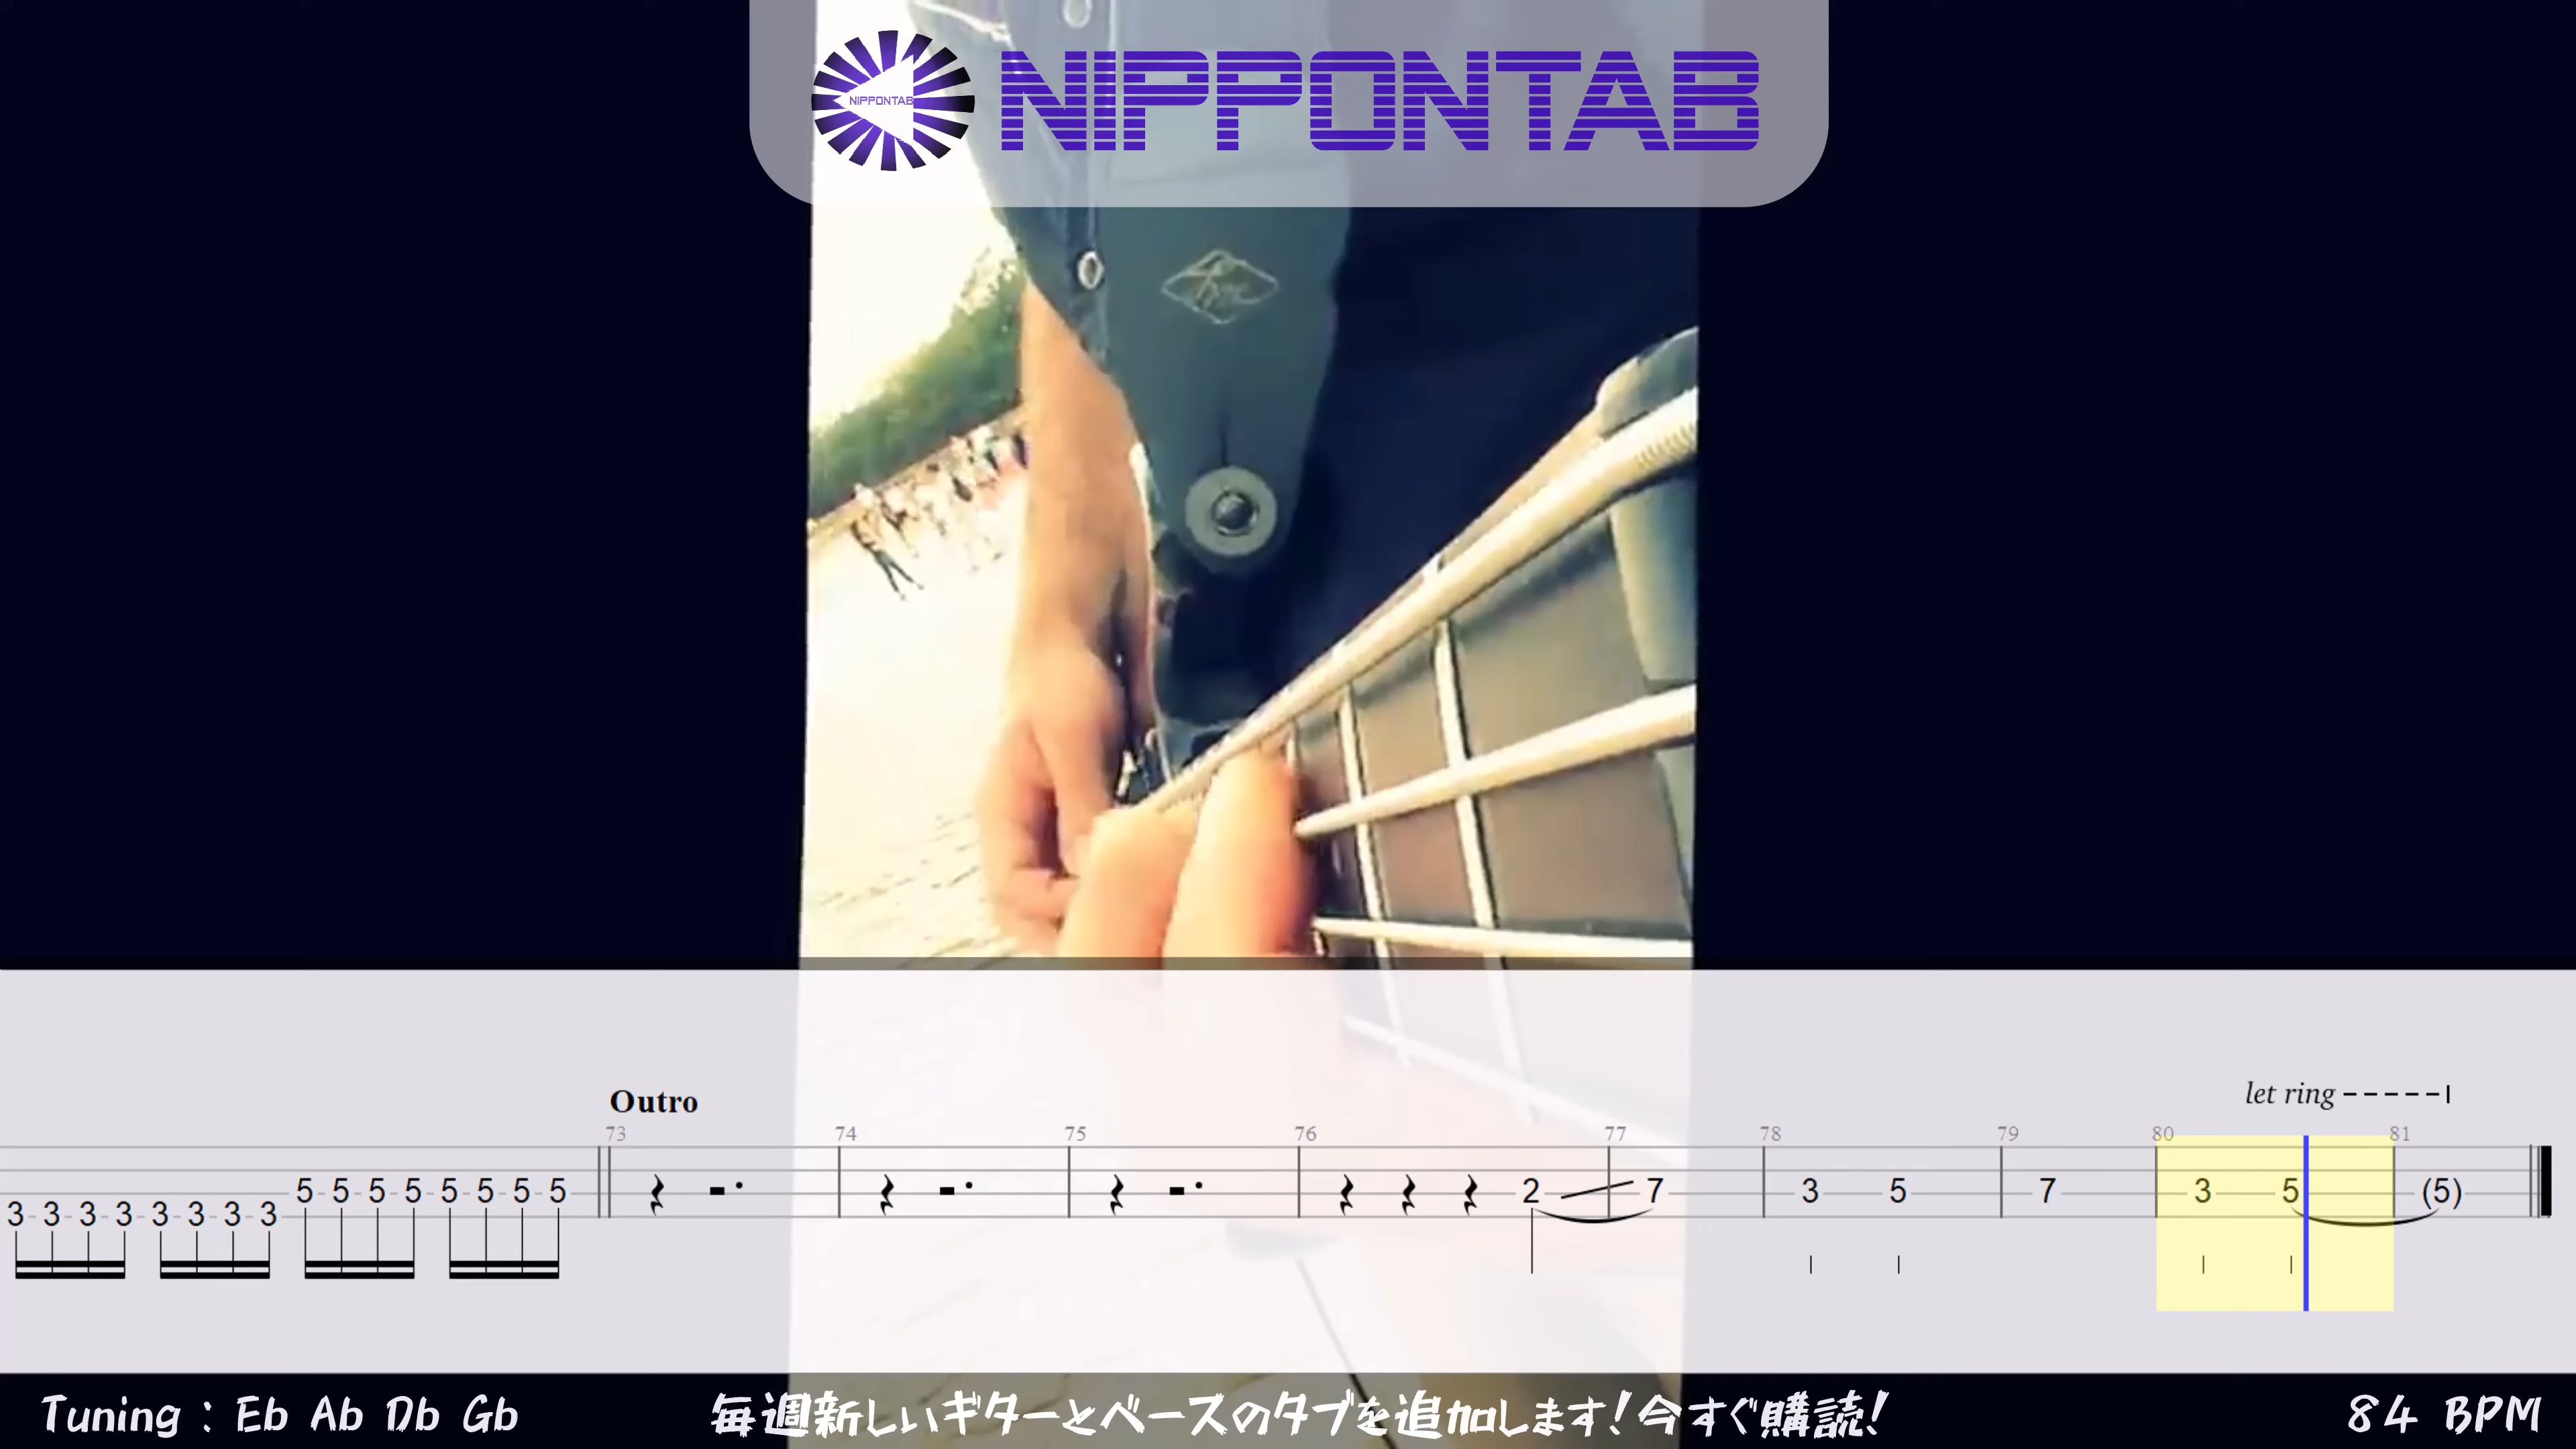 NIPPONTAB
NIPPONTAB
let ring
Outro
73 74 75 76 77 78 79 80 81
5 5 5 5 5 5 5 5 2 7 3 5 7 3 5 (5)
3 3 3 3 3 3 3 3
Tuning : Eb Ab Db Gb
毎週新しいギターとベースのタブを追加します!今すぐ購読!
84 BPM